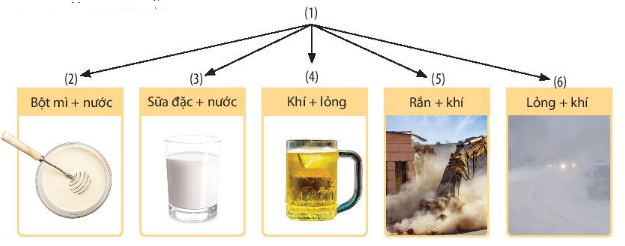 (1)
(2)
(3)
(4)
(5)
(6)
Bột mì + nước
Sữa đặc + nước
Khí + lỏng
Rắn + khí
Lỏng + khí